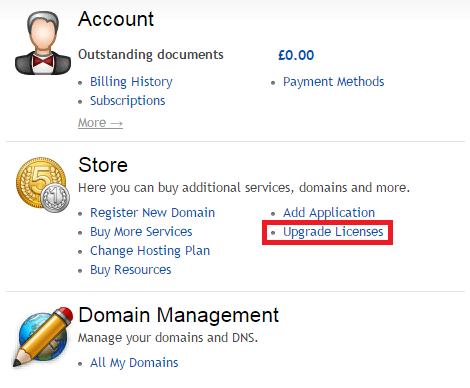 Account
Outstanding documents £0.00
Billing History Payment Methods
Subscriptions
More →
Store
Here you can buy additional services, domains and more.
Register New Domain Add Application
Buy More Services Upgrade Licenses
Change Hosting Plan
Buy Resources
Domain Management
Manage your domains and DNS.
All My Domains
5
1